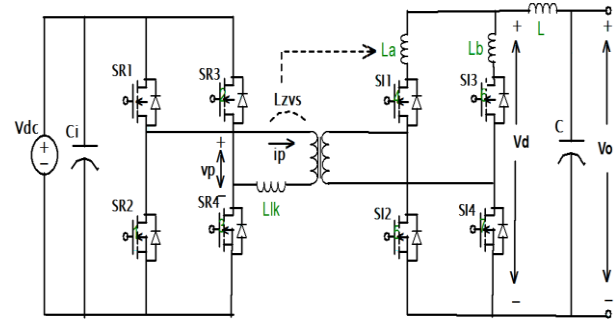 La
Lb
L
SR1
SR3
SI1
SI3
Lzvs
Vdc
+
−
Ci
+
vp
−
ip
+
Vd
−
C
+
Vo
−
SR2
SR4
Llk
SI2
SI4